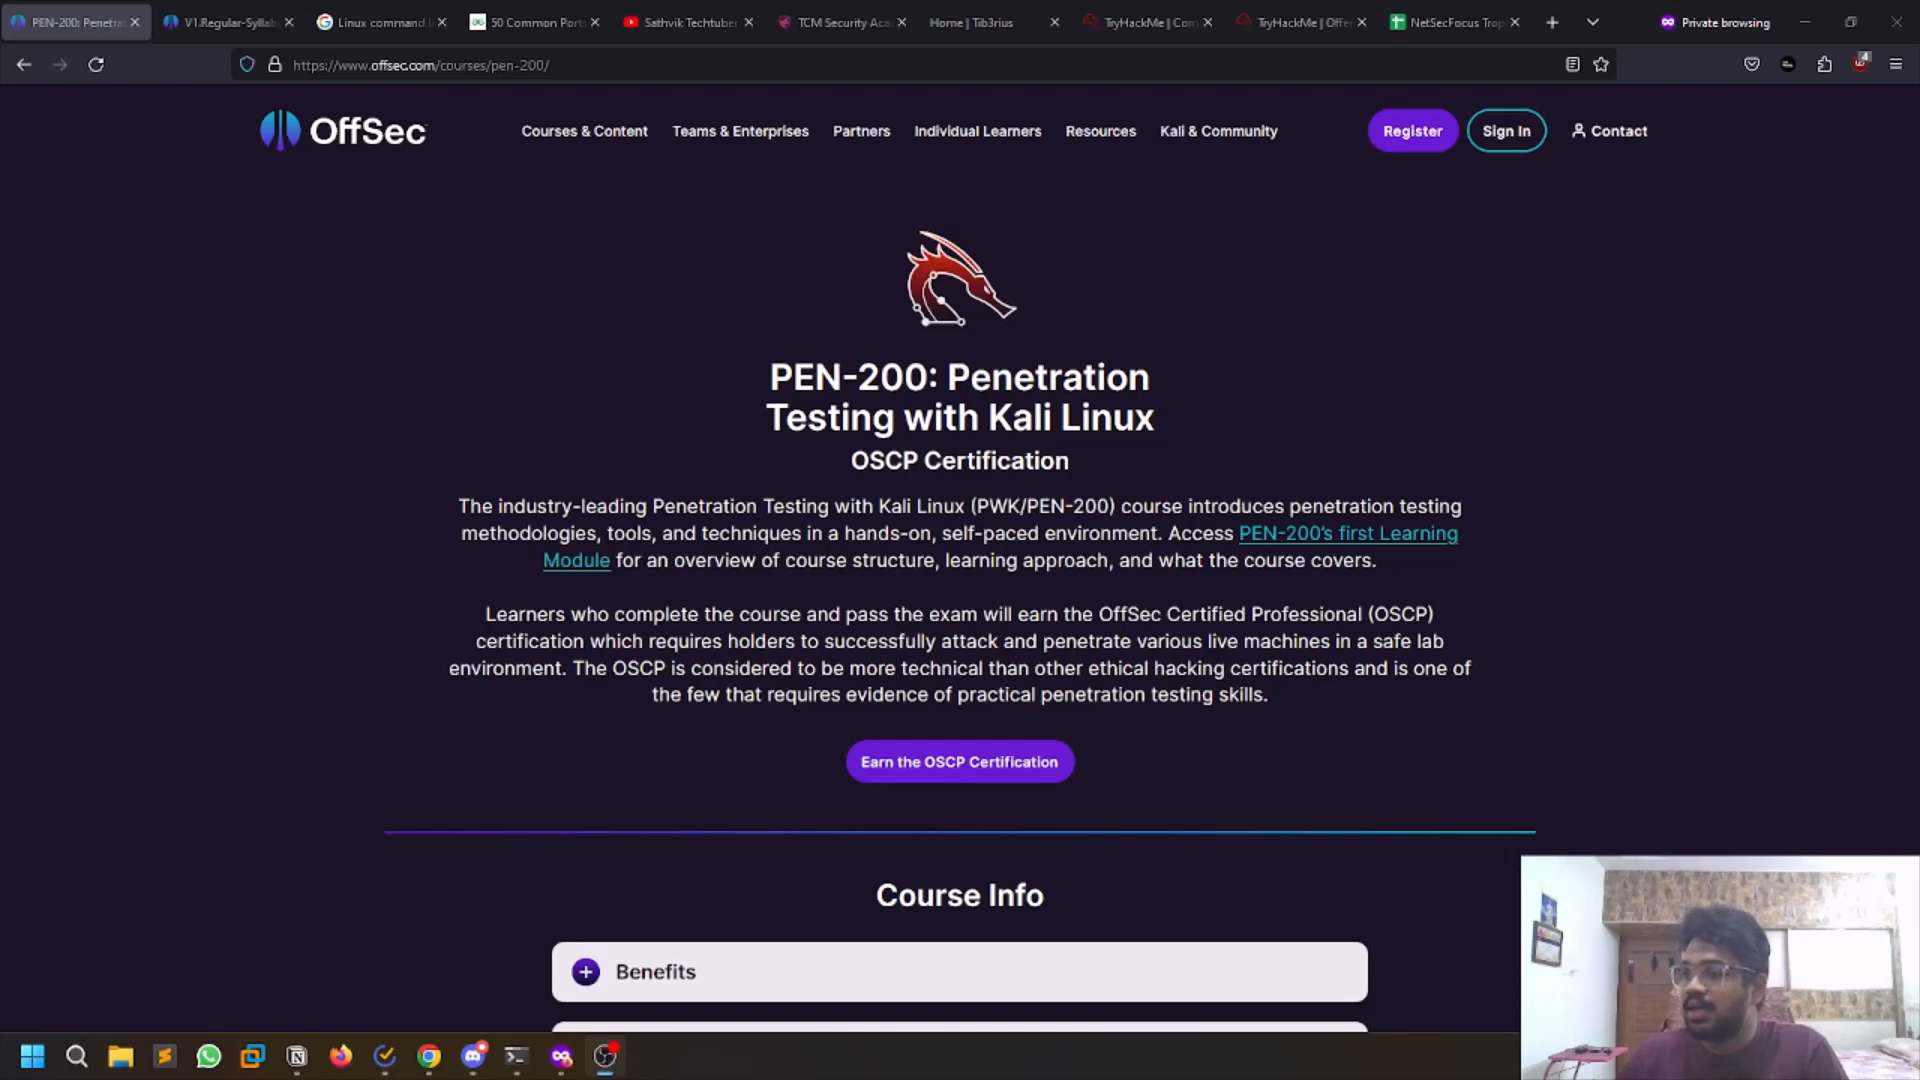 PEN-200: Penetrat
V1.Regular-Syllab
Linux command l
50 Common Ports
Sathvik Techtuber
TCM Security Aca
Home | Tib3rius
TryHackMe | Com
TryHackMe | Offe
NetSecFocus Trop
Private browsing
https://www.offsec.com/courses/pen-200/
4
OffSec
Courses & Content
Teams & Enterprises
Partners
Individual Learners
Resources
Kali & Community
Register
Sign In
Contact
PEN-200: Penetration
Testing with Kali Linux
OSCP Certification
The industry-leading Penetration Testing with Kali Linux (PWK/PEN-200) course introduces penetration testing
methodologies, tools, and techniques in a hands-on, self-paced environment. Access PEN-200’s first Learning
Module for an overview of course structure, learning approach, and what the course covers.
Learners who complete the course and pass the exam will earn the OffSec Certified Professional (OSCP)
certification which requires holders to successfully attack and penetrate various live machines in a safe lab
environment. The OSCP is considered to be more technical than other ethical hacking certifications and is one of
the few that requires evidence of practical penetration testing skills.
Earn the OSCP Certification
Course Info
Benefits